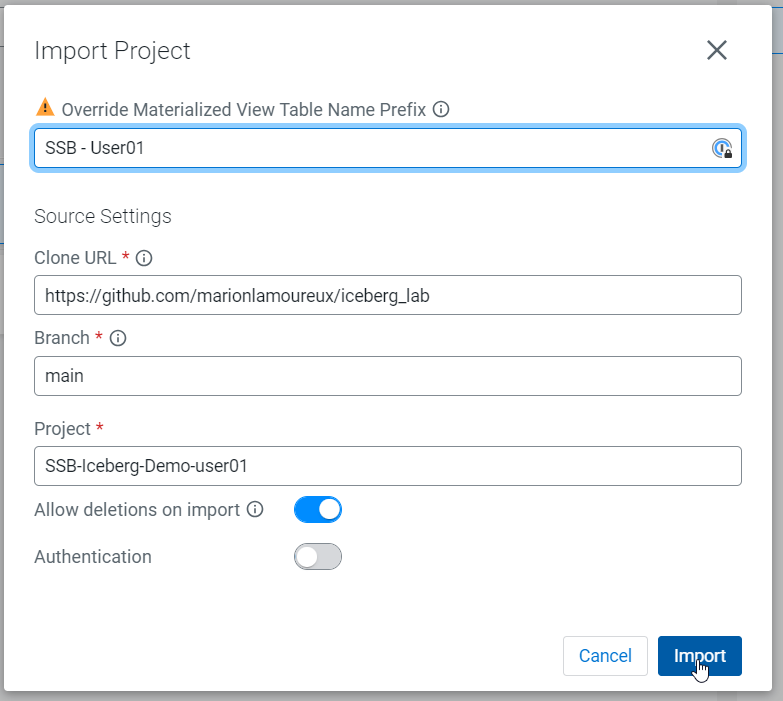 Import Project
Override Materialized View Table Name Prefix
SSB - User01
Source Settings
Clone URL *
https://github.com/marionlamoureux/iceberg_lab
Branch *
main
Project *
SSB-Iceberg-Demo-user01
Allow deletions on import
Authentication
Cancel Import